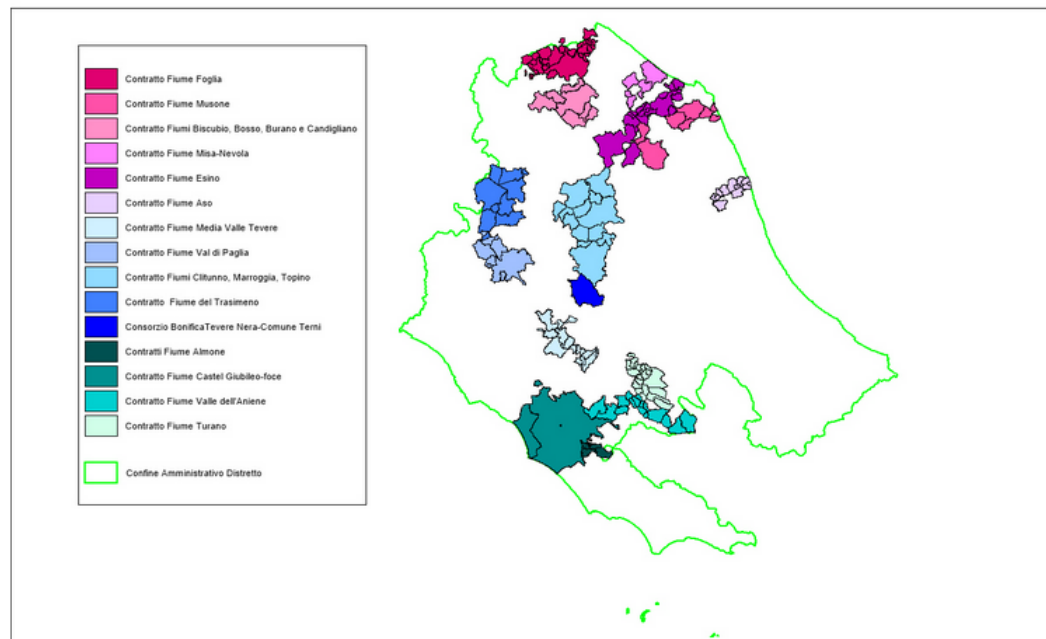 Contratto Fiume Foglia
Contratto Fiume Musone
Contratto Fiumi Biscubio, Bosso, Burano e Candigliano
Contratto Fiume Misa-Nevola
Contratto Fiume Esino
Contratto Fiume Aso
Contratto Fiume Media Valle Tevere
Contratto Fiume Val di Paglia
Contratto Fiumi Clitunno, Marroggia, Topino
Contratto Fiume del Trasimeno
Consorzio BonificaTevere Nera-Comune Terni
Contratti Fiume Almone
Contratto Fiume Castel Giubileo-foce
Contratto Fiume Valle dell'Aniene
Contratto Fiume Turano
Confine Amministrativo Distretto